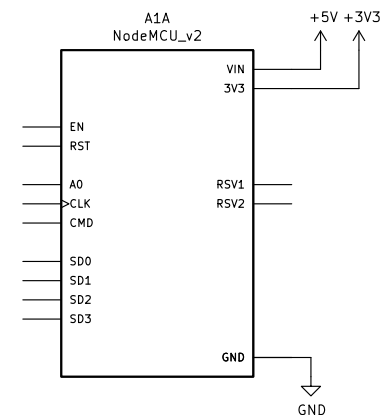 A1A
NodeMCU_v2
+5V +3V3
VIN
3V3
EN
RST
A0
CLK
CMD
RSV1
RSV2
SD0
SD1
SD2
SD3
GND
GND